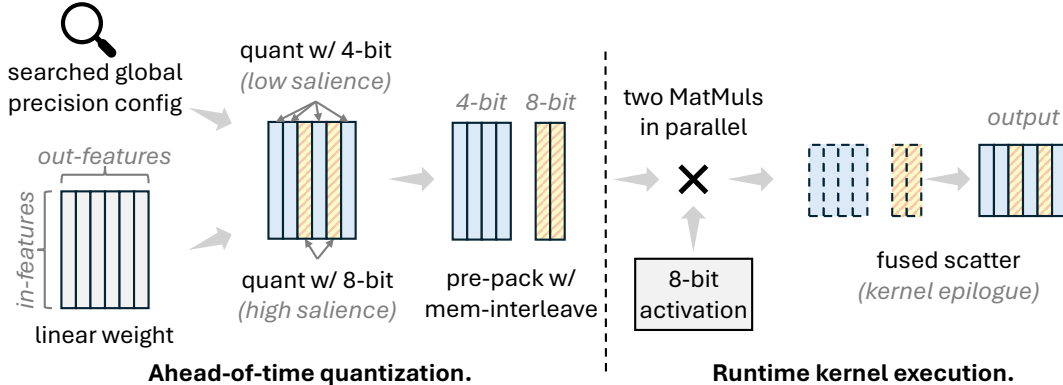 searched global
precision config
out-features
in-features
linear weight
quant w/ 4-bit
(low salience)
quant w/ 8-bit
(high salience)
4-bit 8-bit
pre-pack w/
mem-interleave
Ahead-of-time quantization.
two MatMuls
in parallel
8-bit
activation
output
fused scatter
(kernel epilogue)
Runtime kernel execution.